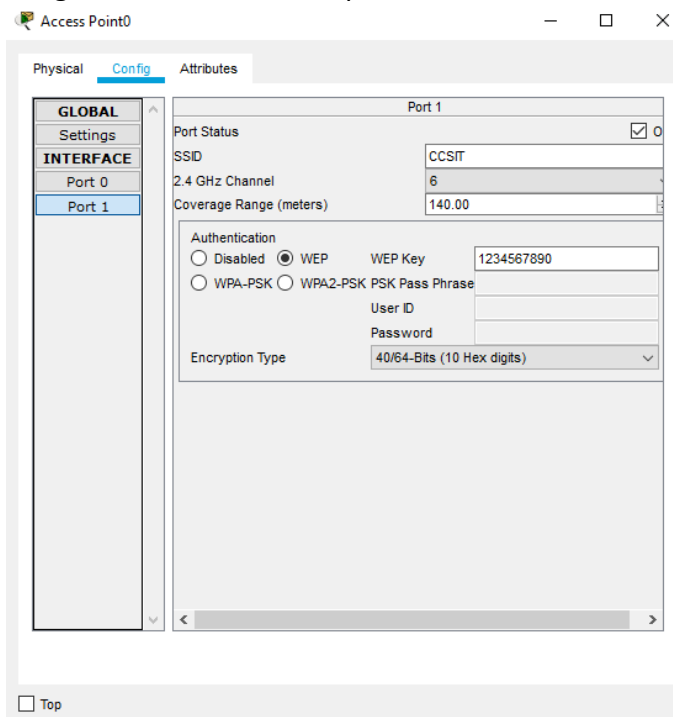 Access Point0
Physical Config Attributes
GLOBAL
Settings
INTERFACE
Port 0
Port 1
Port 1
Port Status
SSID CCSIT
2.4 GHz Channel 6
Coverage Range (meters) 140.00
Authentication
Disabled WEP WEP Key 1234567890
WPA-PSK WPA2-PSK PSK Pass Phrase
User ID
Password
Encryption Type 40/64-Bits (10 Hex digits)
Top